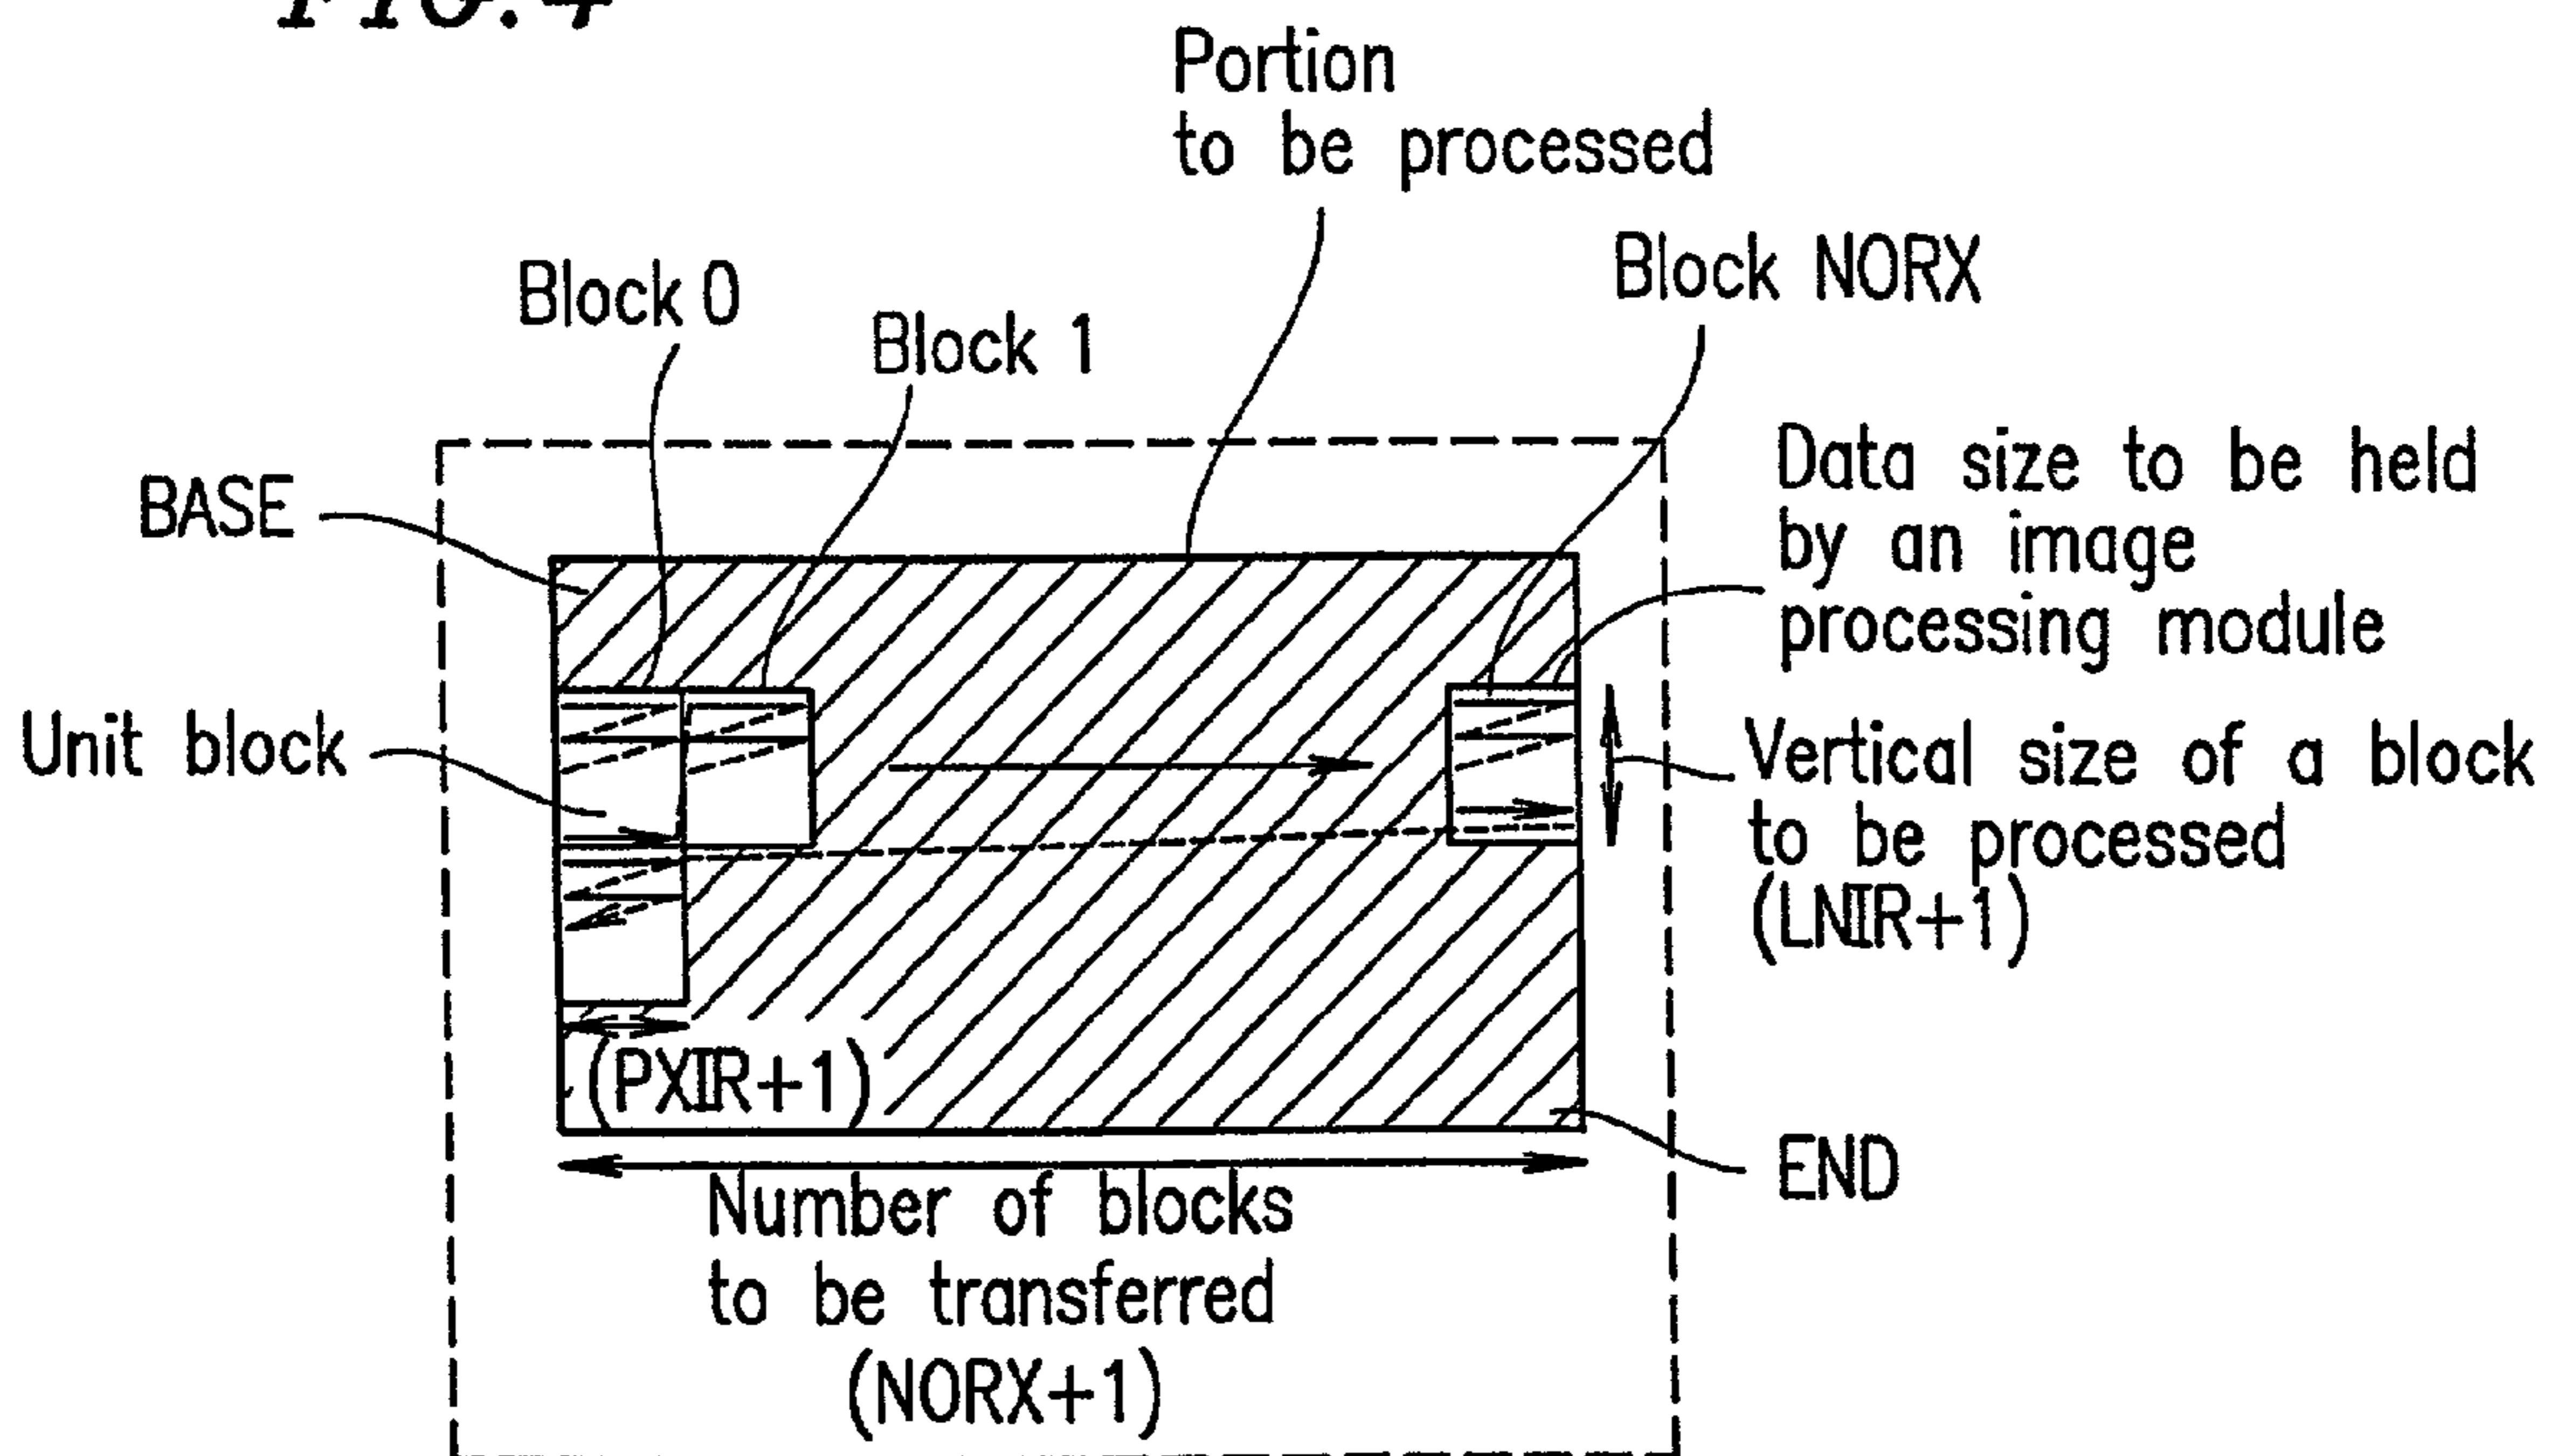 FIG. 4
Portion
to be processed
Block 0
Block 1
Block NORX
BASE
Data size to be held
by an image
processing module
Unit block
Vertical size of a block
to be processed
(LNIR+1)
(PXIR+1)
END
Number of blocks
to be transferred
(NORX+1)